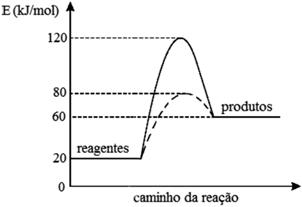 E (kJ/mol)
120
80
produtos
60
reagentes
20
0
caminho da reação